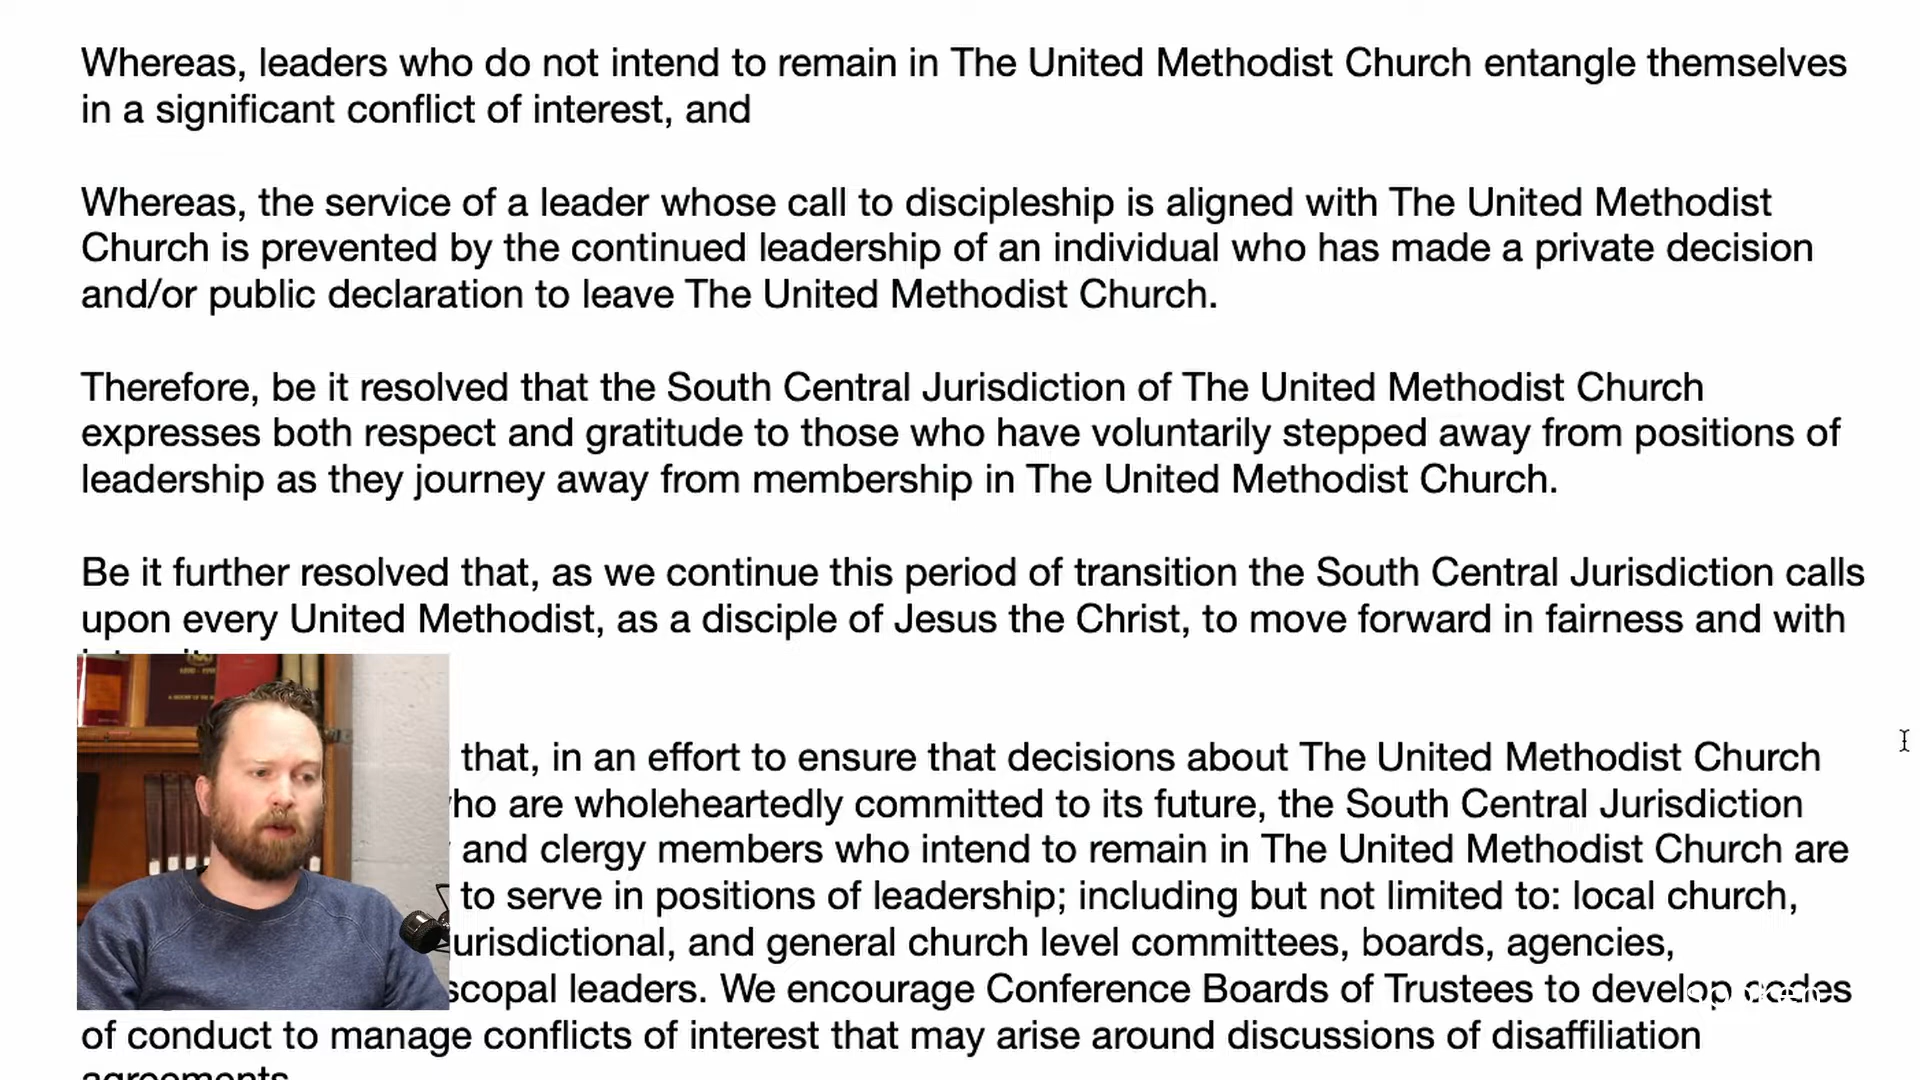 Whereas, leaders who do not intend to remain in The United Methodist Church entangle themselves
in a significant conflict of interest, and
Whereas, the service of a leader whose call to discipleship is aligned with The United Methodist
Church is prevented by the continued leadership of an individual who has made a private decision
and/or public declaration to leave The United Methodist Church.
Therefore, be it resolved that the South Central Jurisdiction of The United Methodist Church
expresses both respect and gratitude to those who have voluntarily stepped away from positions of
leadership as they journey away from membership in The United Methodist Church.
Be it further resolved that, as we continue this period of transition the South Central Jurisdiction calls
upon every United Methodist, as a disciple of Jesus the Christ, to move forward in fairness and with
that, in an effort to ensure that decisions about The United Methodist Church
who are wholeheartedly committed to its future, the South Central Jurisdiction
and clergy members who intend to remain in The United Methodist Church are
to serve in positions of leadership; including but not limited to: local church,
urisdictional, and general church level committees, boards, agencies,
scopal leaders. We encourage Conference Boards of Trustees to develop codes
of conduct to manage conflicts of interest that may arise around discussions of disaffiliation
agreements
spoken